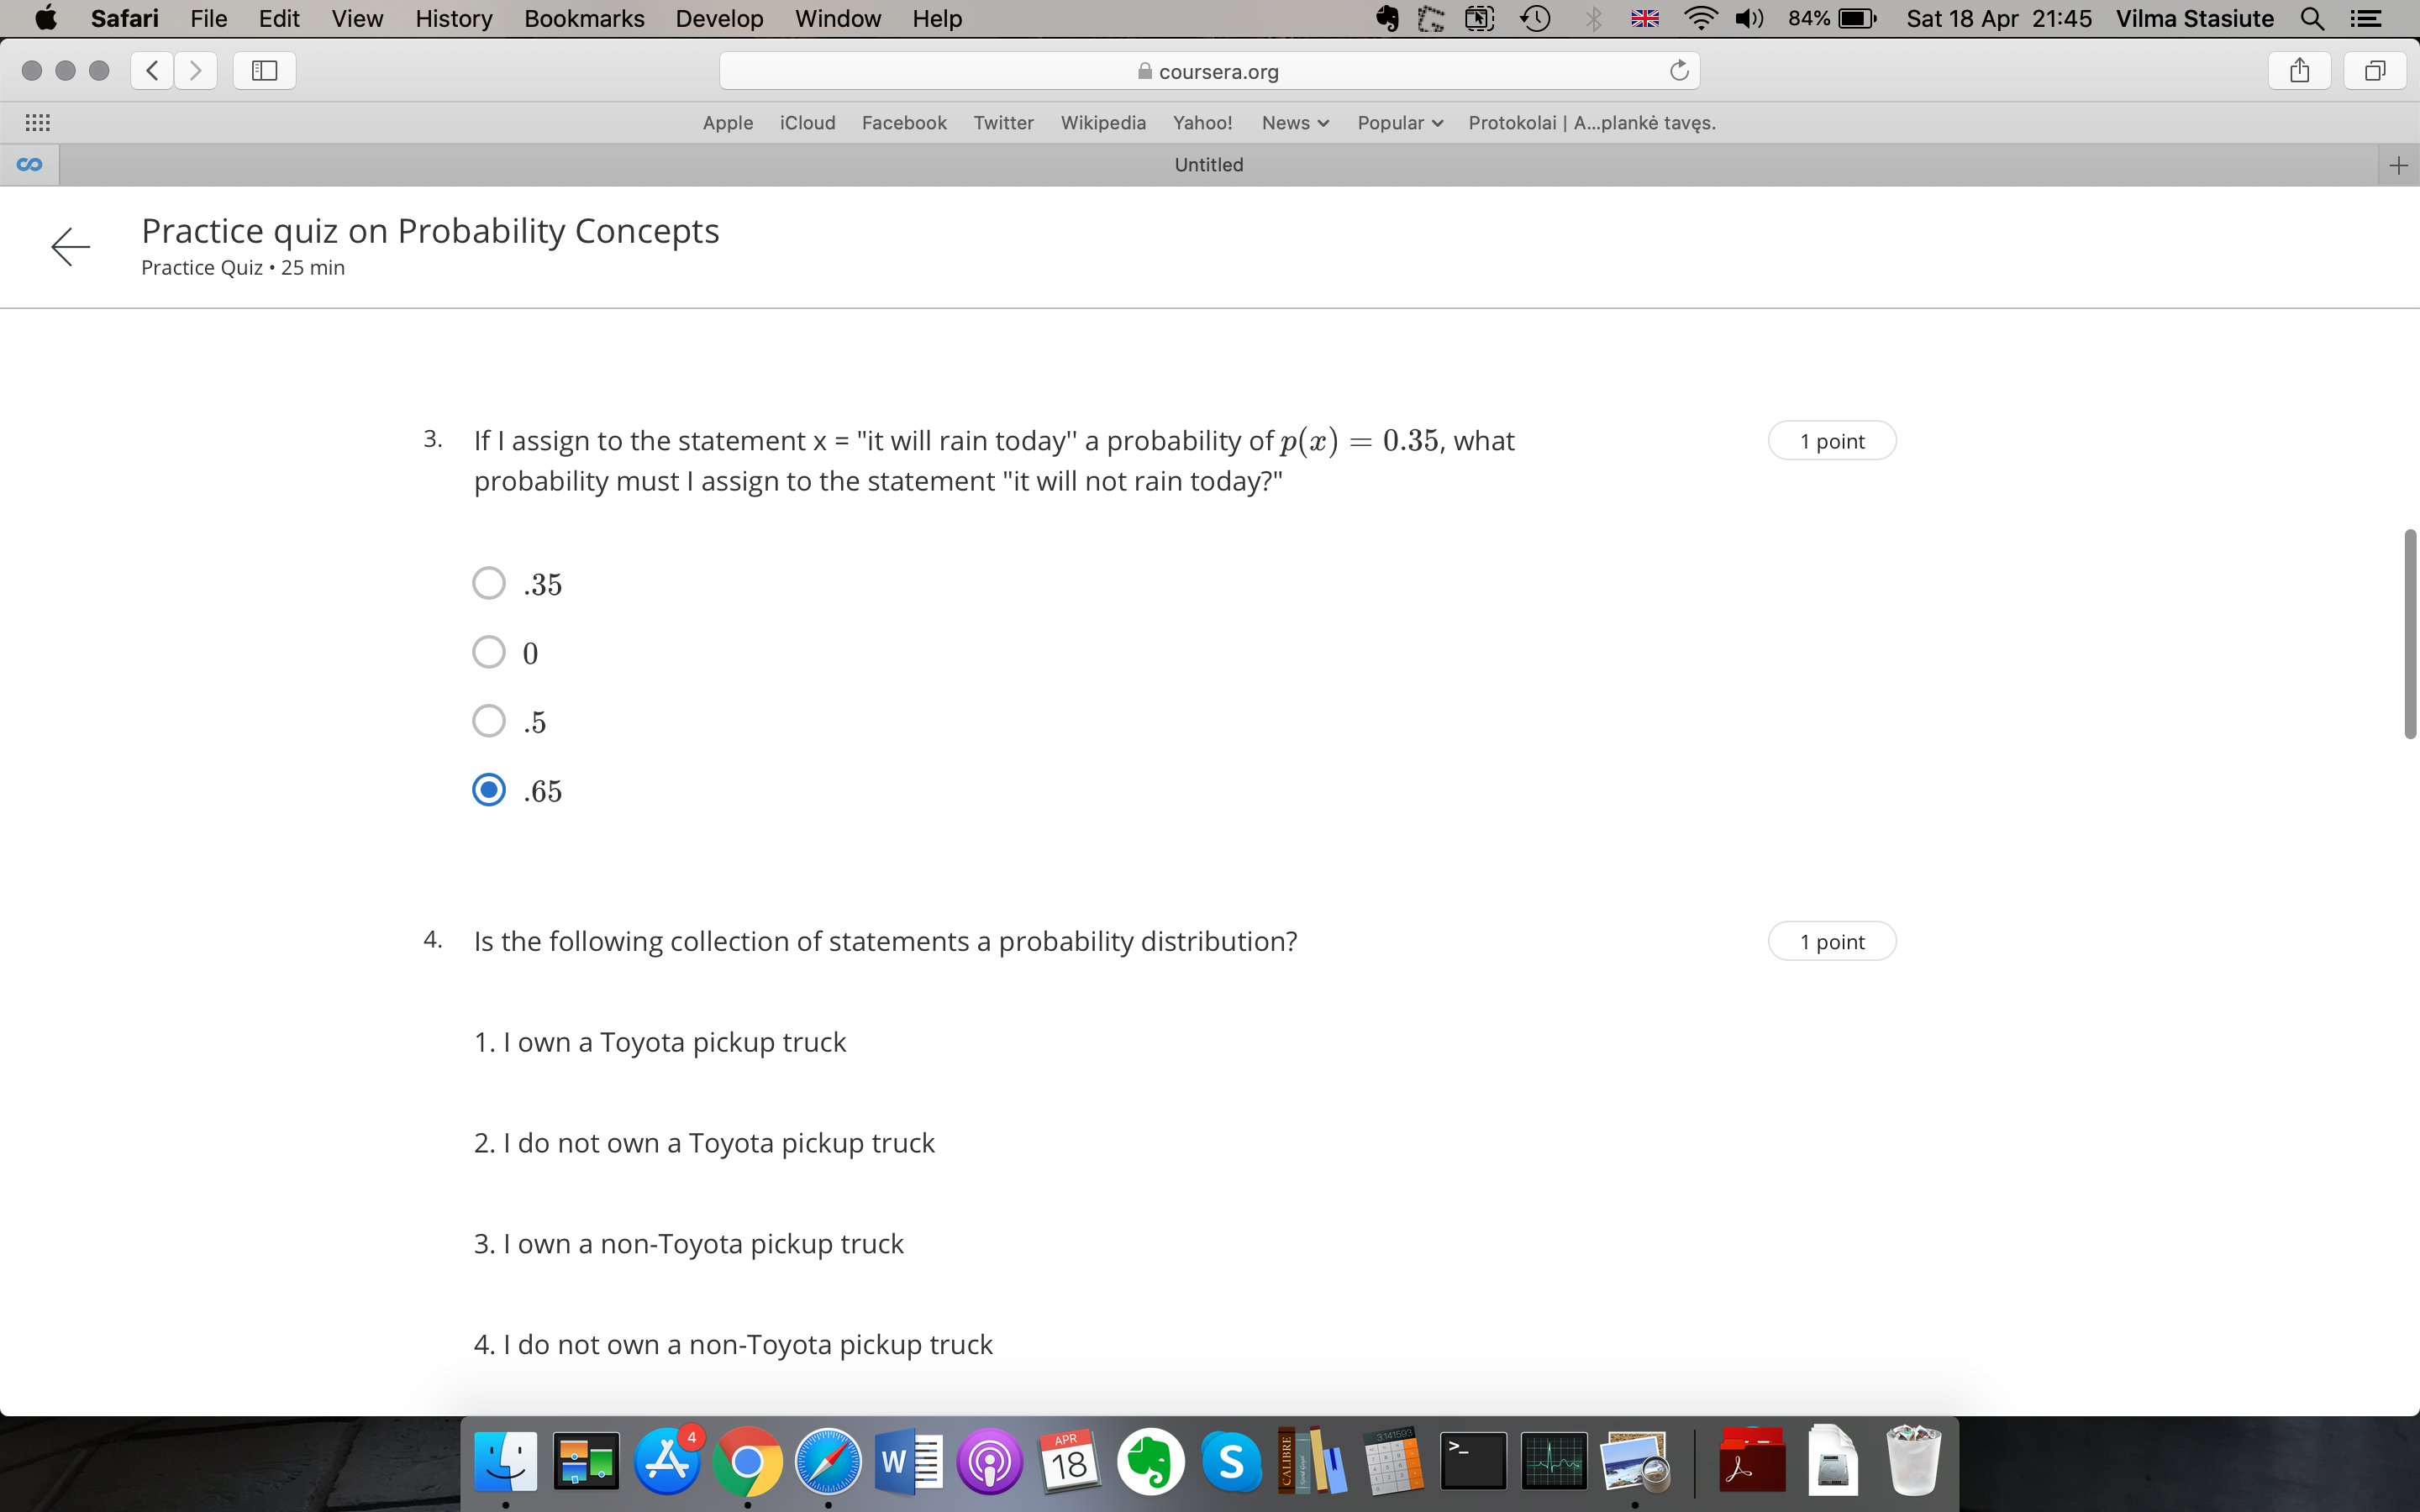 Safari File Edit View History Bookmarks Develop Window Help 84% Sat 18 Apr 21:45 Vilma Stasiute
coursera.org
Apple iCloud Facebook Twitter Wikipedia Yahoo! News Popular Protokolai | A...plankė tavęs.
Untitled
Practice quiz on Probability Concepts
Practice Quiz • 25 min
3. If I assign to the statement x = "it will rain today" a probability of p(x) = 0.35, what 1 point
probability must I assign to the statement "it will not rain today?"
.35
0
.5
.65
4. Is the following collection of statements a probability distribution? 1 point
1. I own a Toyota pickup truck
2. I do not own a Toyota pickup truck
3. I own a non-Toyota pickup truck
4. I do not own a non-Toyota pickup truck
4
W
APR
18
S
CALIBRE
3.141593
>_